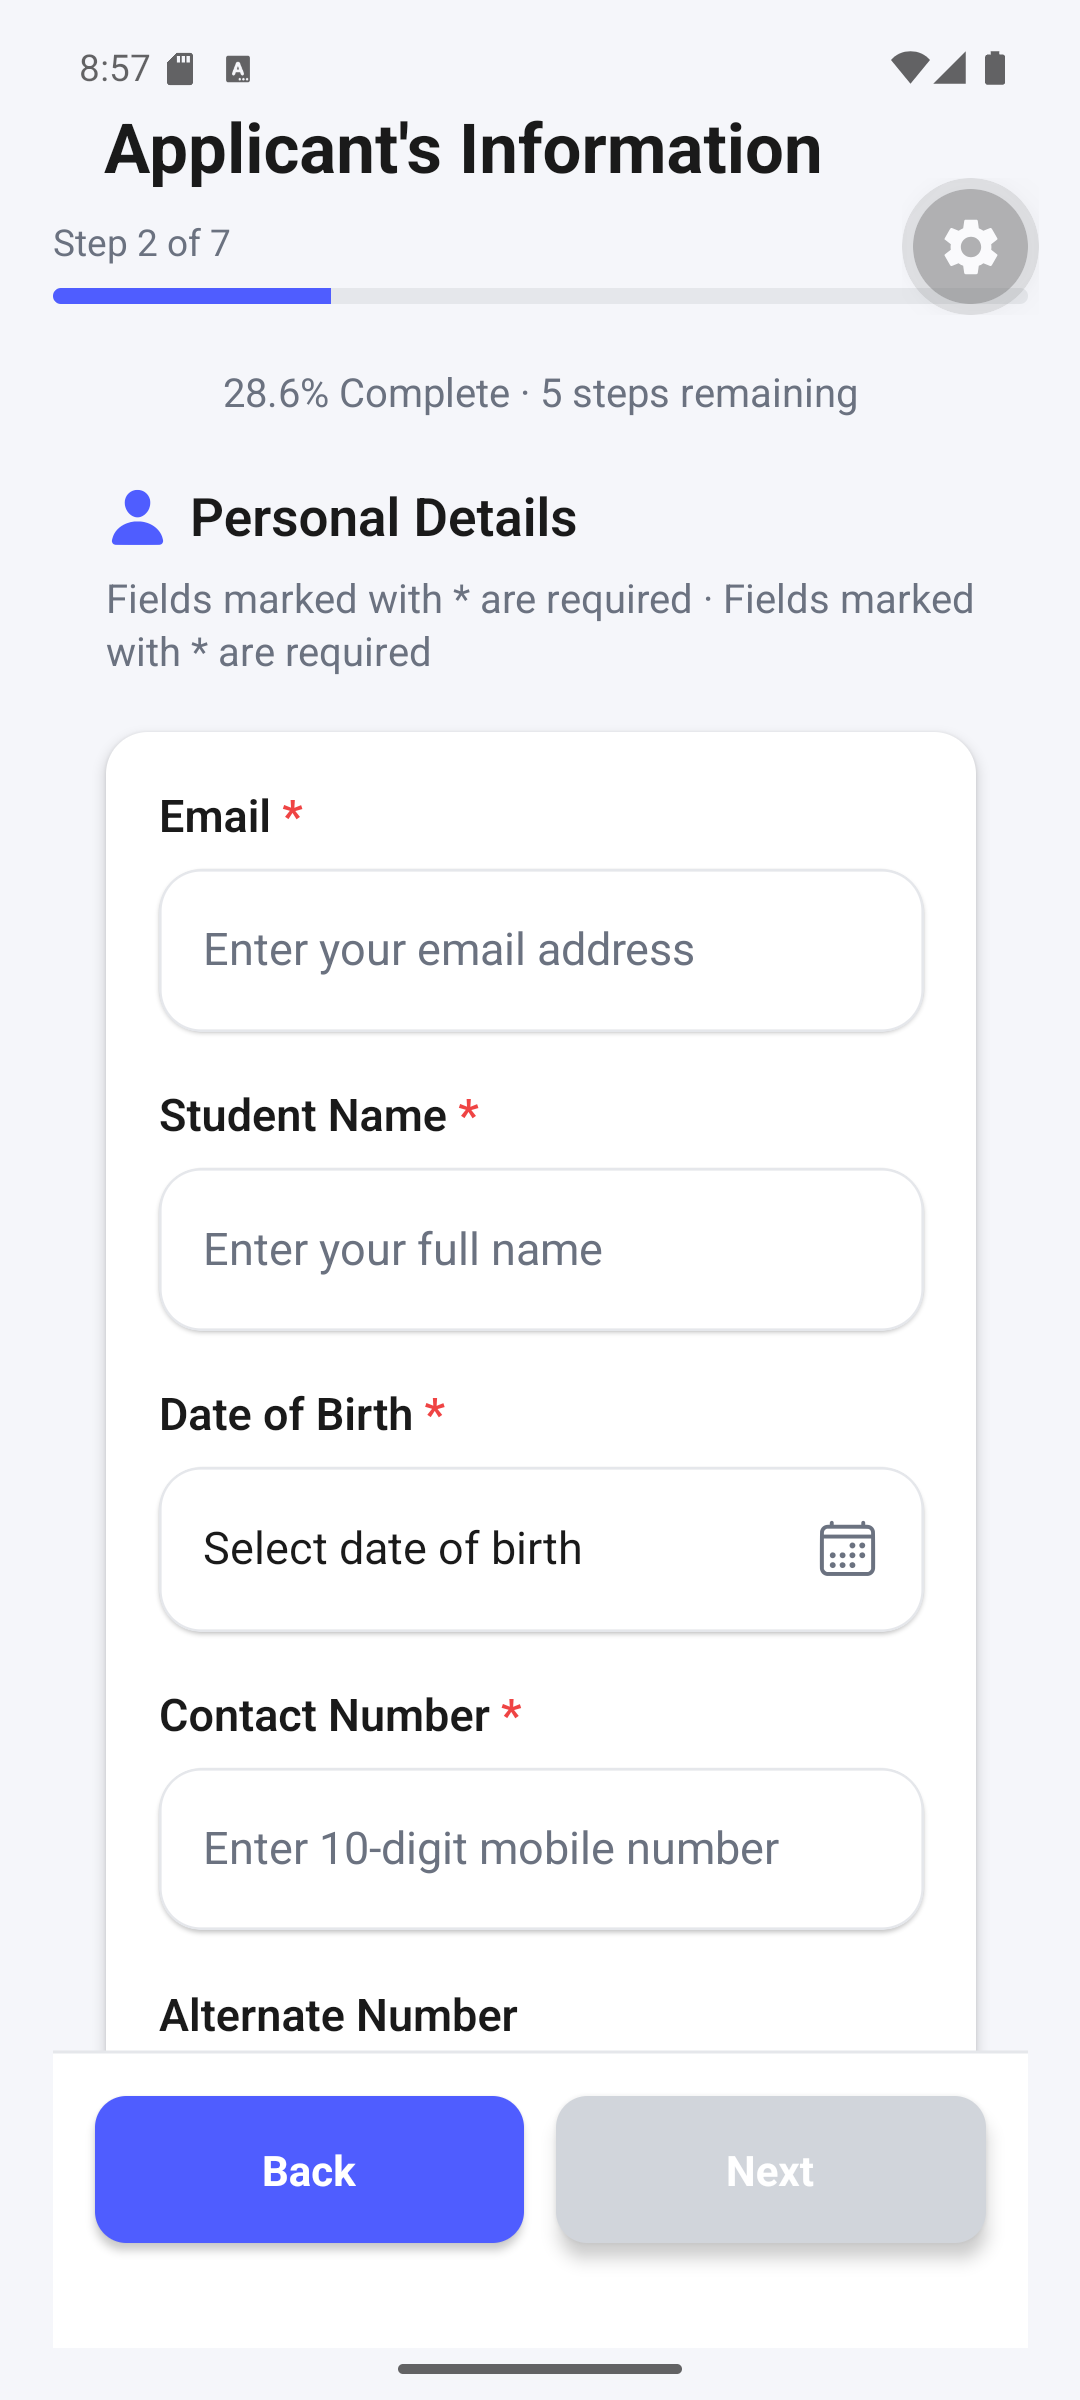 8:57
Applicant's Information
Step 2 of 7
28.6% Complete · 5 steps remaining
Personal Details
Fields marked with * are required · Fields marked
with * are required
Email *
Enter your email address
Student Name *
Enter your full name
Date of Birth *
Select date of birth
Contact Number *
Enter 10-digit mobile number
Alternate Number
Back
Next